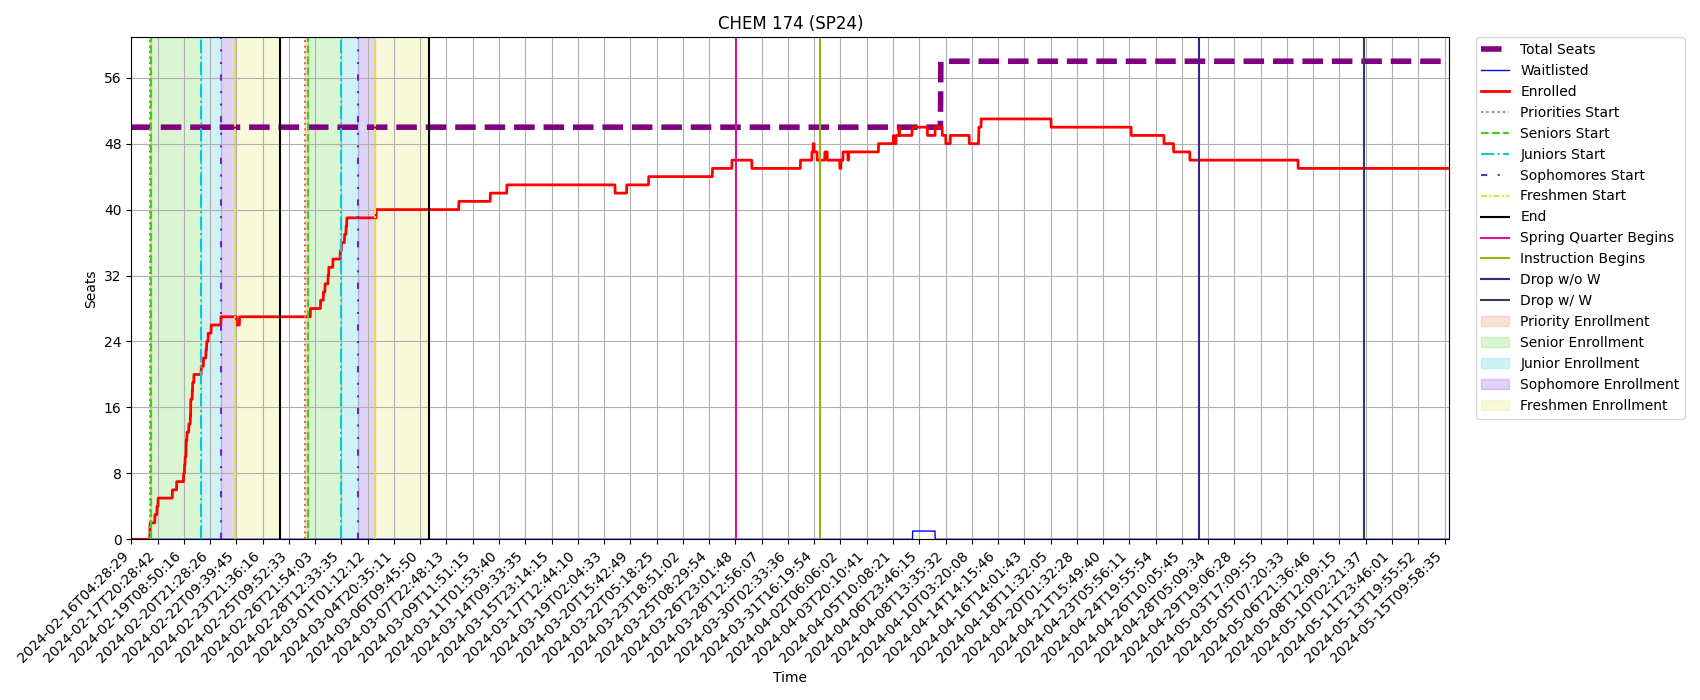 CHEM 174 (SP24)
56
48
40
32
24
16
8
0
Seats
2024-02-16T04:28:29
2024-02-17T20:28:42
2024-02-19T08:50:16
2024-02-20T21:28:26
2024-02-22T09:39:45
2024-02-23T21:36:16
2024-02-25T09:52:33
2024-02-26T21:54:03
2024-02-28T12:33:35
2024-03-01T01:12:12
2024-03-04T20:35:11
2024-03-06T09:45:50
2024-03-07T22:48:13
2024-03-11T01:51:15
2024-03-11T01:53:40
2024-03-14T09:33:35
2024-03-15T23:14:15
2024-03-17T12:44:10
2024-03-19T02:04:33
2024-03-20T15:42:49
2024-03-22T05:18:25
2024-03-23T18:51:02
2024-03-25T08:29:54
2024-03-26T23:01:48
2024-03-28T12:56:07
2024-03-30T02:33:36
2024-03-31T16:19:54
2024-04-02T06:06:02
2024-04-03T20:10:41
2024-04-05T10:08:21
2024-04-06T23:46:15
2024-04-08T13:35:32
2024-04-10T03:20:08
2024-04-14T14:15:46
2024-04-16T14:01:43
2024-04-18T11:32:05
2024-04-20T01:32:28
2024-04-21T15:49:40
2024-04-23T05:56:11
2024-04-24T19:55:54
2024-04-26T10:05:45
2024-04-28T05:09:34
2024-04-29T19:06:28
2024-05-03T17:09:55
2024-05-05T07:20:33
2024-05-06T21:36:46
2024-05-08T12:09:15
2024-05-10T02:21:37
2024-05-11T23:46:01
2024-05-13T19:55:52
2024-05-15T09:58:35
Time
Total Seats
Waitlisted
Enrolled
Priorities Start
Seniors Start
Juniors Start
Sophomores Start
Freshmen Start
End
Spring Quarter Begins
Instruction Begins
Drop w/o W
Drop w/ W
Priority Enrollment
Senior Enrollment
Junior Enrollment
Sophomore Enrollment
Freshmen Enrollment